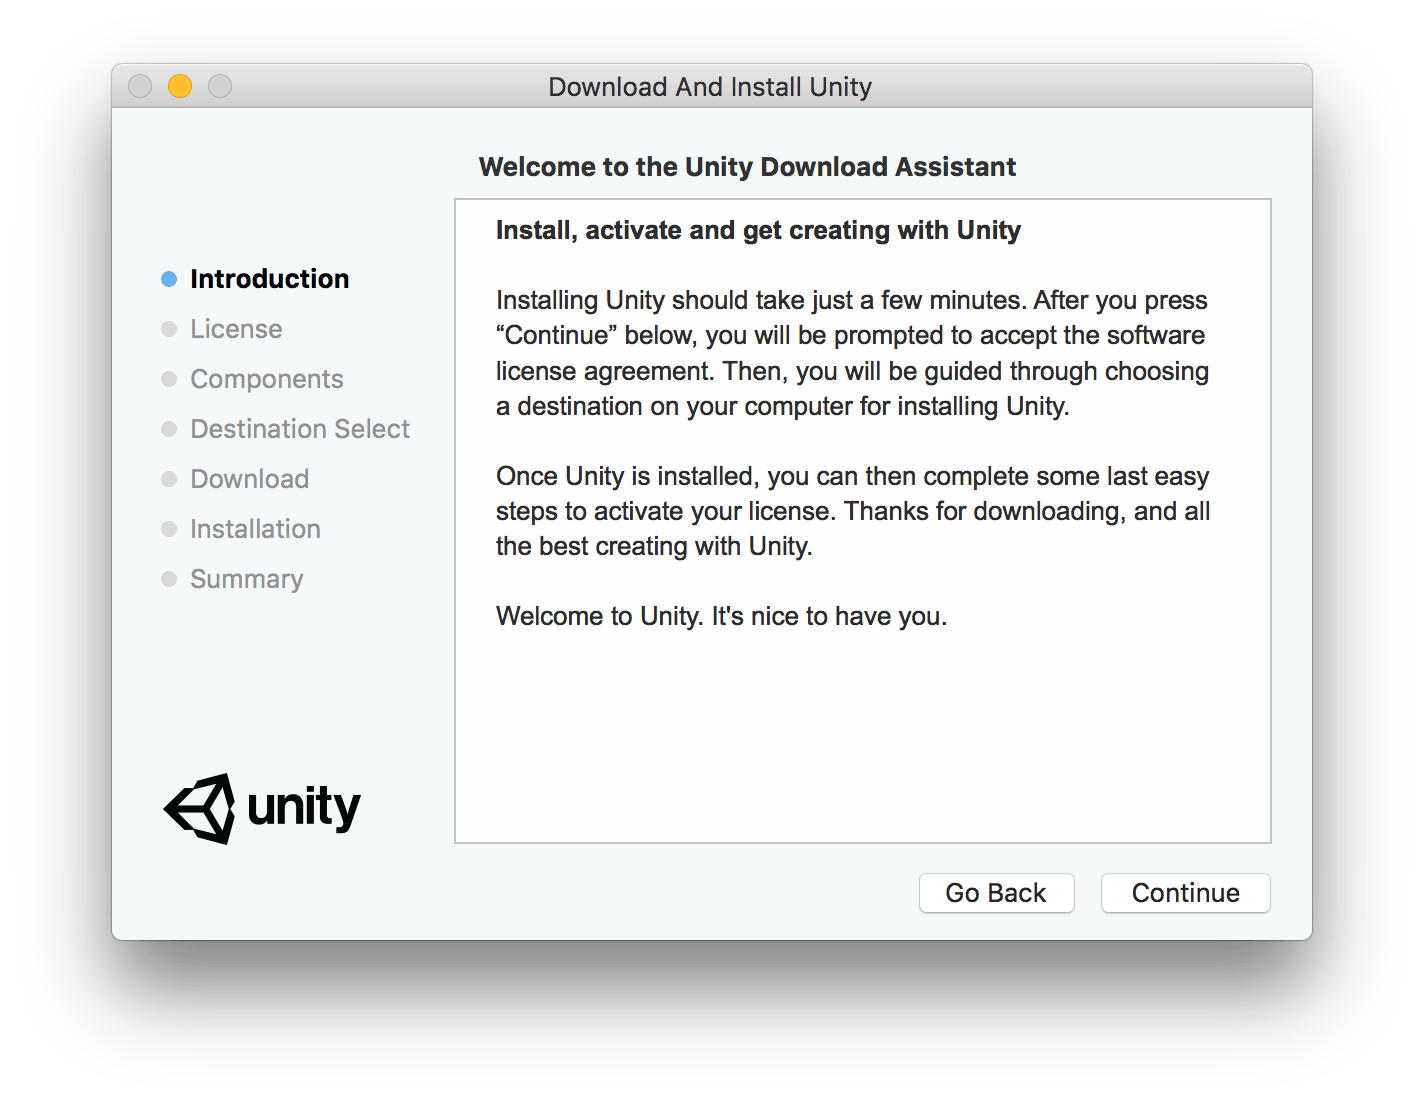 Download And Install Unity
Welcome to the Unity Download Assistant
Introduction
License
Components
Destination Select
Download
Installation
Summary
Install, activate and get creating with Unity
Installing Unity should take just a few minutes. After you press
“Continue” below, you will be prompted to accept the software
license agreement. Then, you will be guided through choosing
a destination on your computer for installing Unity.
Once Unity is installed, you can then complete some last easy
steps to activate your license. Thanks for downloading, and all
the best creating with Unity.
Welcome to Unity. It's nice to have you.
unity
Go Back
Continue